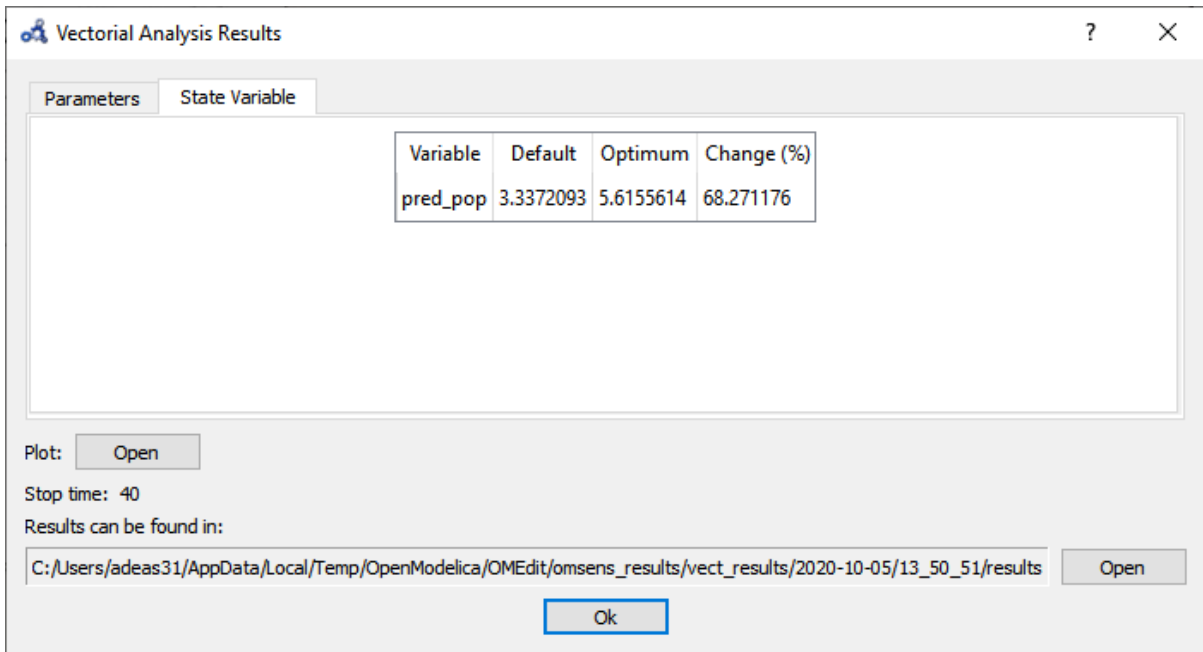 Vectorial Analysis Results ?
Parameters State Variable
Variable Default Optimum Change (%)
pred_pop 3.3372093 5.6155614 68.271176
Plot: Open
Stop time: 40
Results can be found in:
C:/Users/adeas31/AppData/Local/Temp/OpenModelica/OMEdit/omsens_results/vect_results/2020-10-05/13_50_51/results Open
Ok